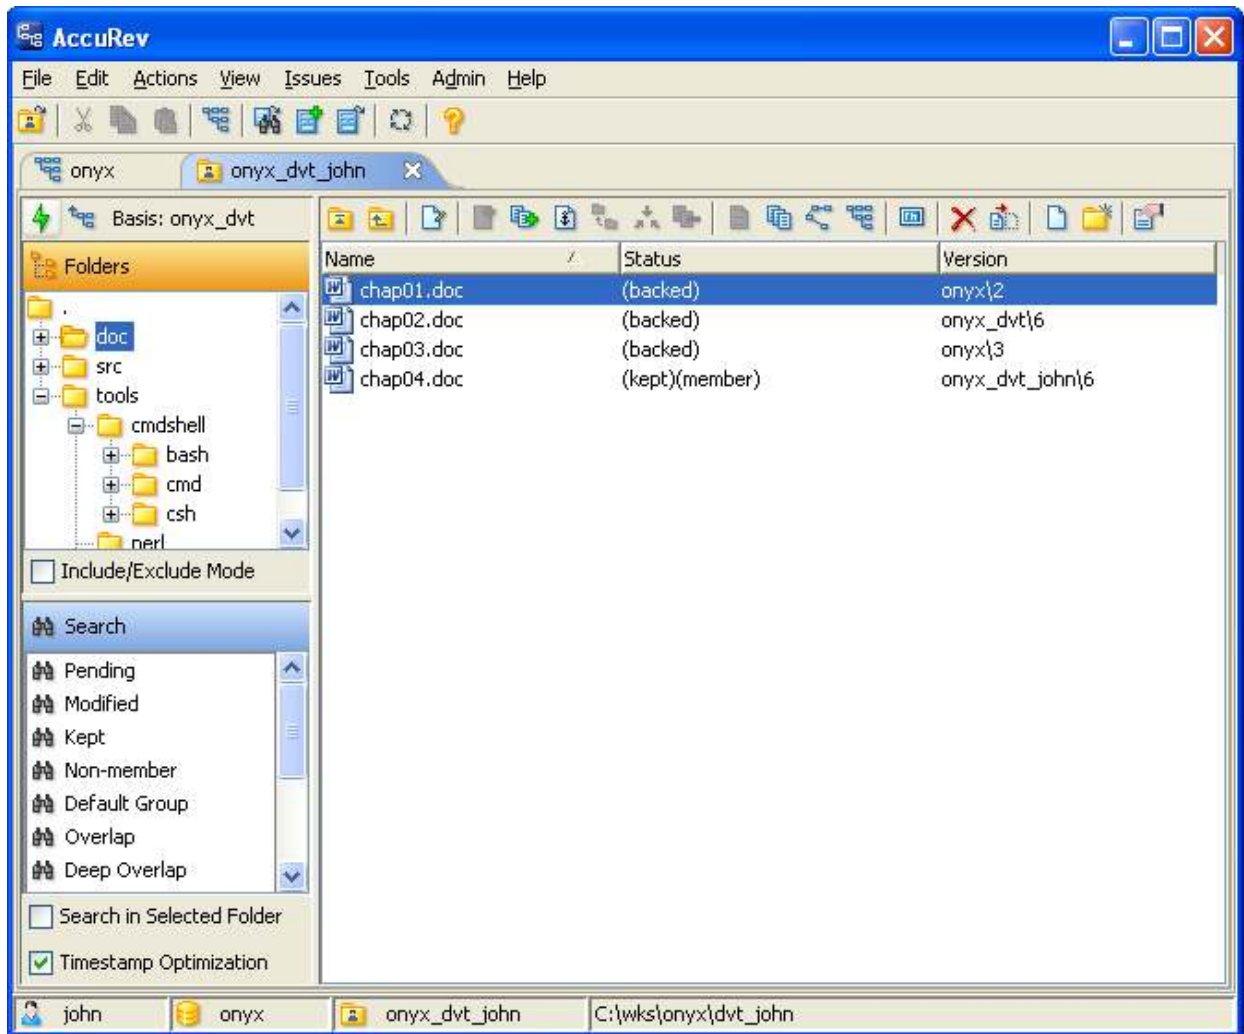 AccuRev
File Edit Actions View Issues Tools Admin Help
onyx onyx_dvt_john
Basis: onyx_dvt
Folders
.
doc
src
tools
cmdshell
bash
cmd
csh
perl
Include/Exclude Mode
Search
Pending
Modified
Kept
Non-member
Default Group
Overlap
Deep Overlap
Search in Selected Folder
Timestamp Optimization
Name Status Version
chap01.doc (backed) onyx\2
chap02.doc (backed) onyx_dvt\6
chap03.doc (backed) onyx\3
chap04.doc (kept)(member) onyx_dvt_john\6
john onyx onyx_dvt_john C:\wks\onyx\dvt_john